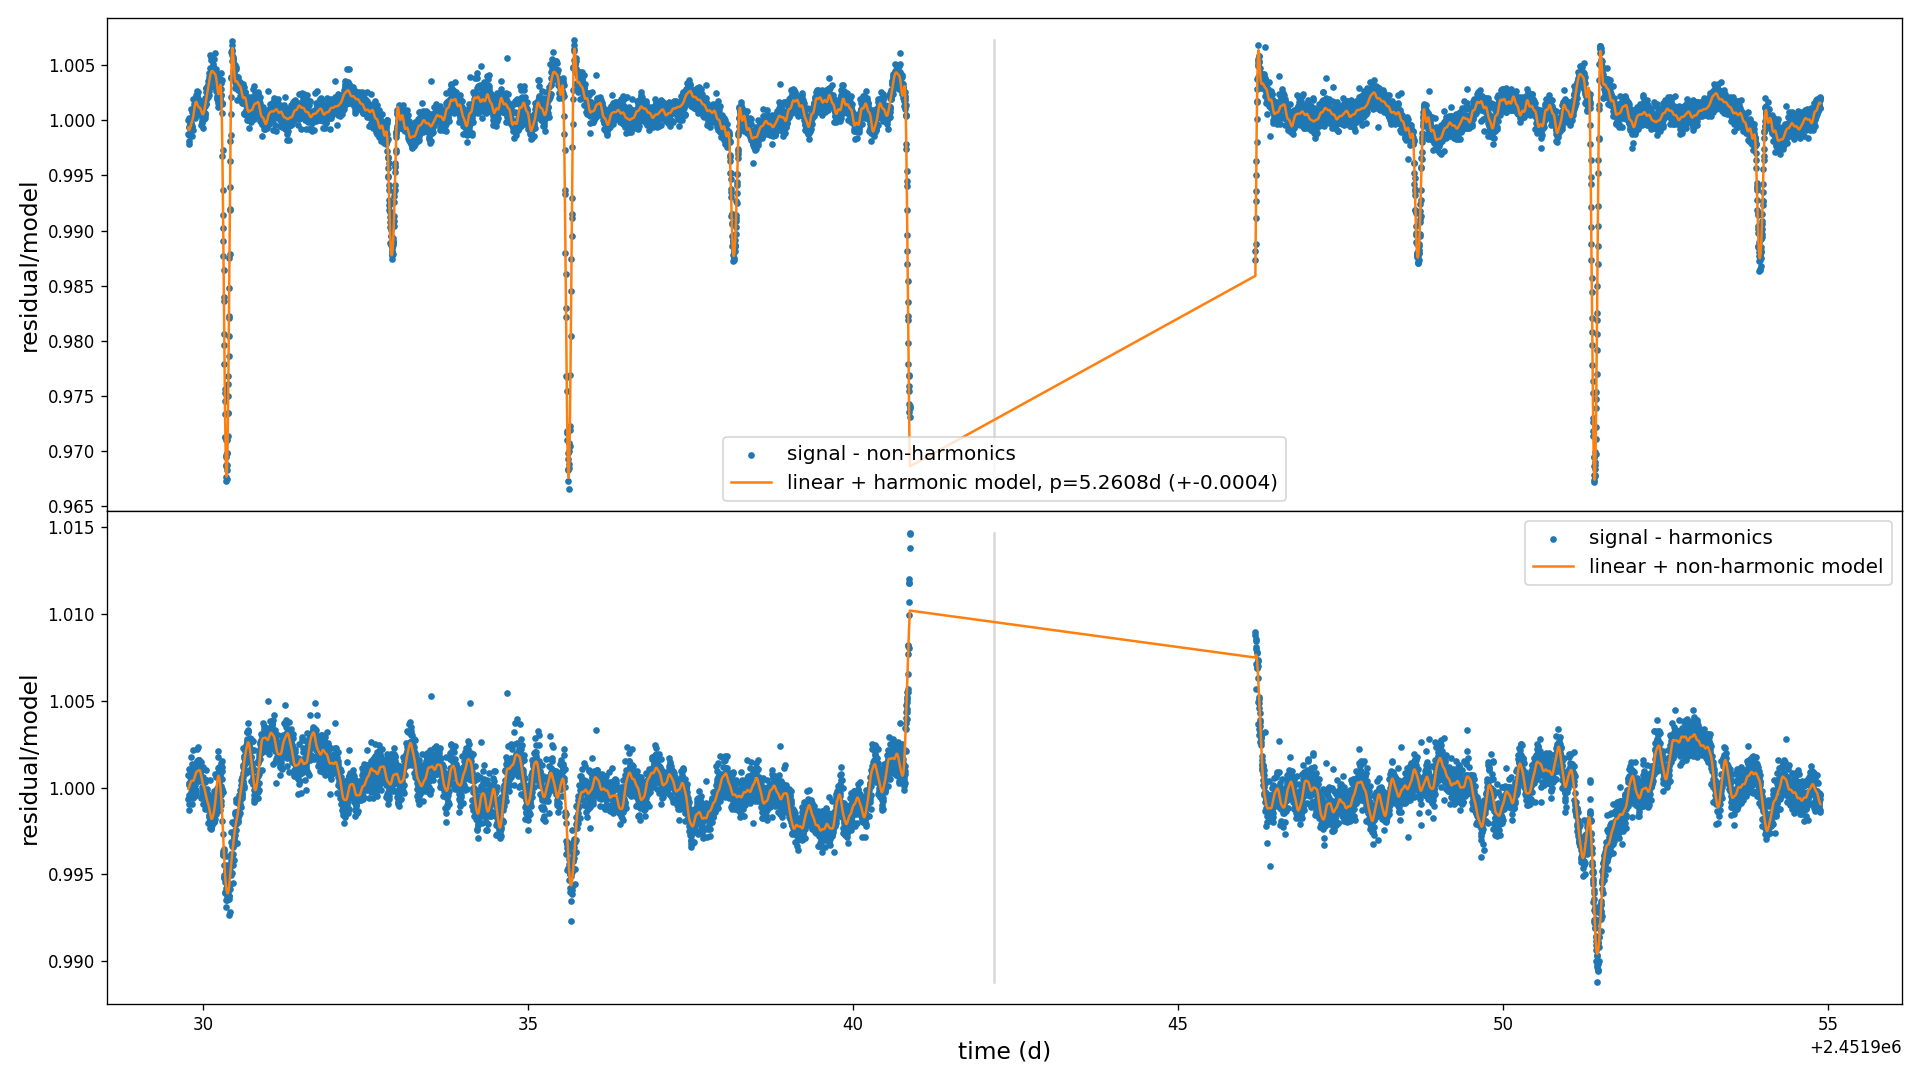 residual/model
1.005
1.000
0.995
0.990
0.985
0.980
0.975
0.970
0.965
signal - non-harmonics
linear + harmonic model, p=5.2608d (+-0.0004)
residual/model
1.015
1.010
1.005
1.000
0.995
0.990
signal - harmonics
linear + non-harmonic model
30
35
40
45
50
55
time (d)
+2.4519e6